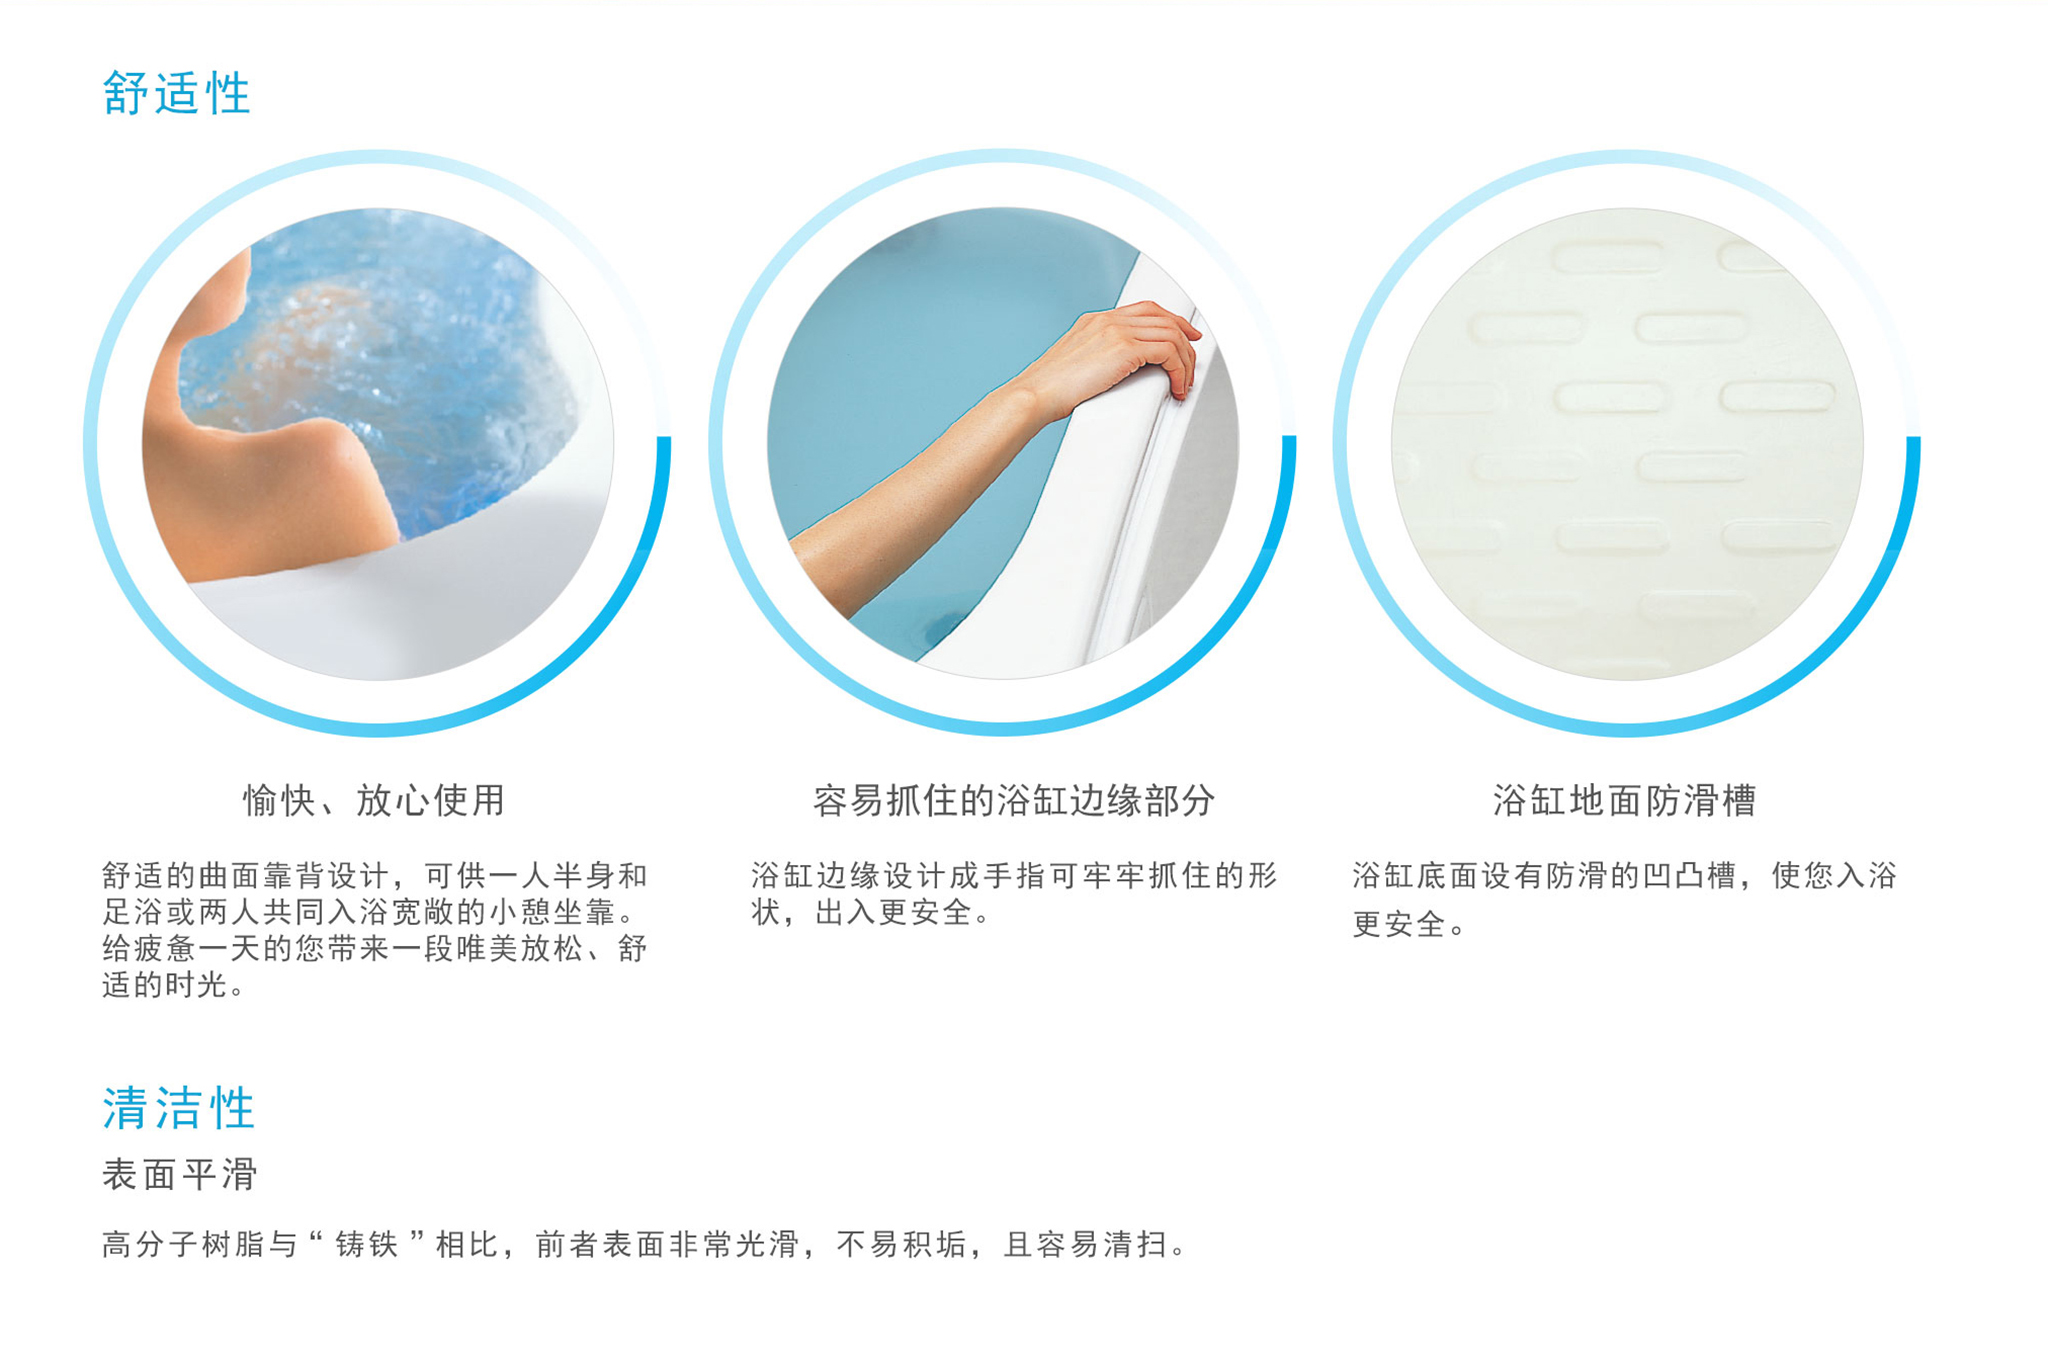 舒适性
愉快、放心使用
舒适的曲面靠背设计，可供一人半身和
足浴或两人共同入浴宽敞的小憩坐靠。
给疲惫一天的您带来一段唯美放松、舒
适的时光。
容易抓住的浴缸边缘部分
浴缸边缘设计成手指可牢牢抓住的形
状，出入更安全。
浴缸地面防滑槽
浴缸底面设有防滑的凹凸槽，使您入浴
更安全。
清洁性
表面平滑
高分子树脂与“铸铁”相比，前者表面非常光滑，不易积垢，且容易清扫。